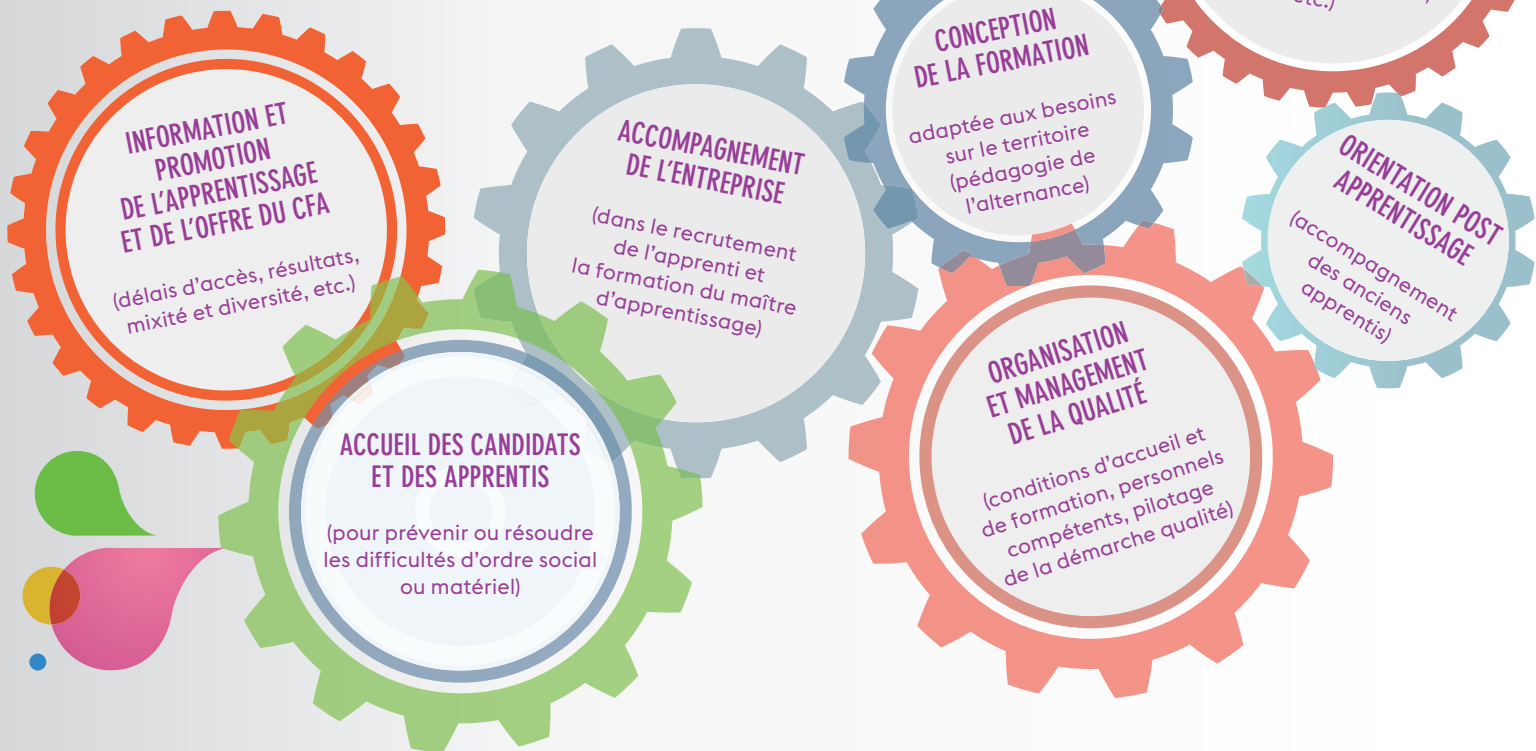 etc.)
INFORMATION ET
PROMOTION
DE L'APPRENTISSAGE
ET DE L'OFFRE DU CFA
(délais d'accès, résultats,
mixité et diversité, etc.)
ACCOMPAGNEMENT
DE L'ENTREPRISE
(dans le recrutement
de l'apprenti et
la formation du maître
d'apprentissage)
CONCEPTION
DE LA FORMATION
adaptée aux besoins
sur le territoire
(pédagogie de
l'alternance)
ORIENTATION POST
APPRENTISSAGE
(accompagnement
des anciens
apprentis)
ACCUEIL DES CANDIDATS
ET DES APPRENTIS
(pour prévenir ou résoudre
les difficultés d'ordre social
ou matériel)
ORGANISATION
ET MANAGEMENT
DE LA QUALITÉ
(conditions d'accueil et
de formation, personnels
compétents, pilotage
de la démarche qualité)